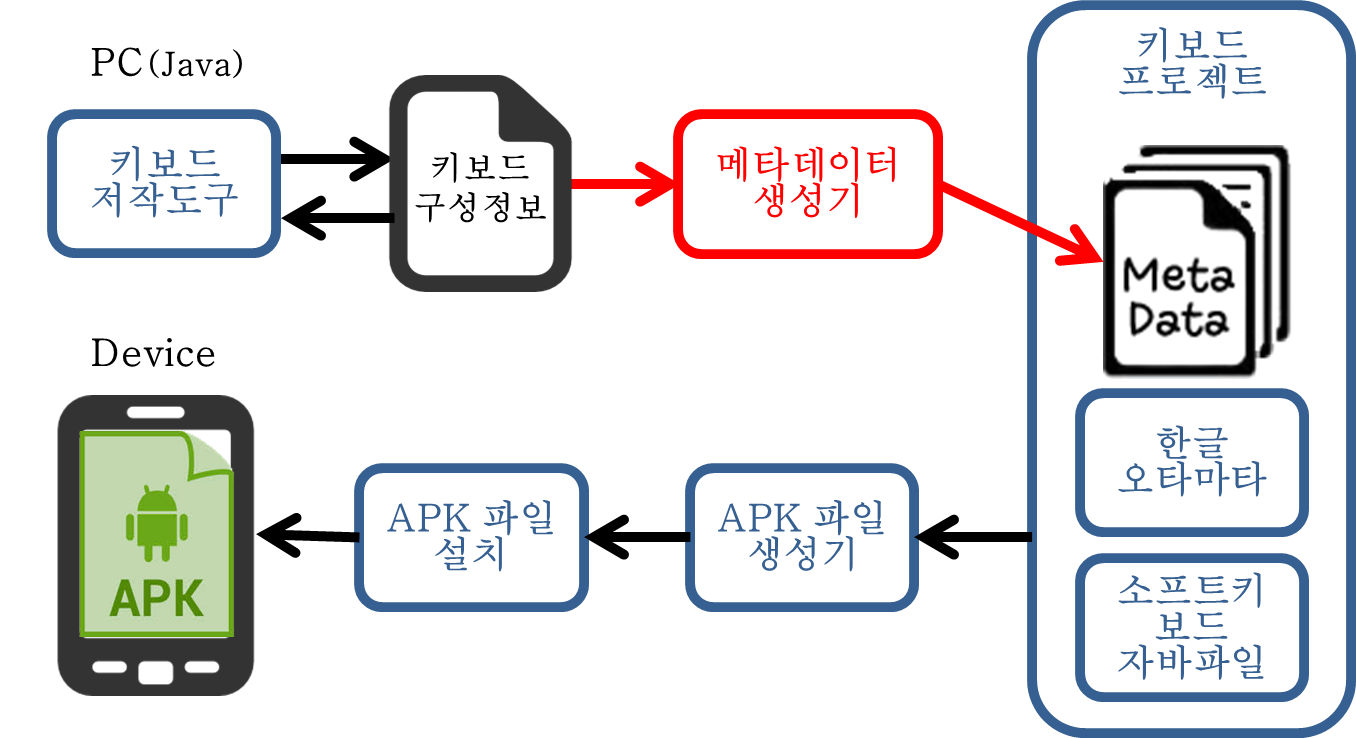 PC(Java)
키보드
저작도구
키보드
구성정보
메타데이터
생성기
키보드
프로젝트
Meta
Data
한글
오타마타
소프트키
보드
자바파일
APK 파일
생성기
APK 파일
설치
Device
APK